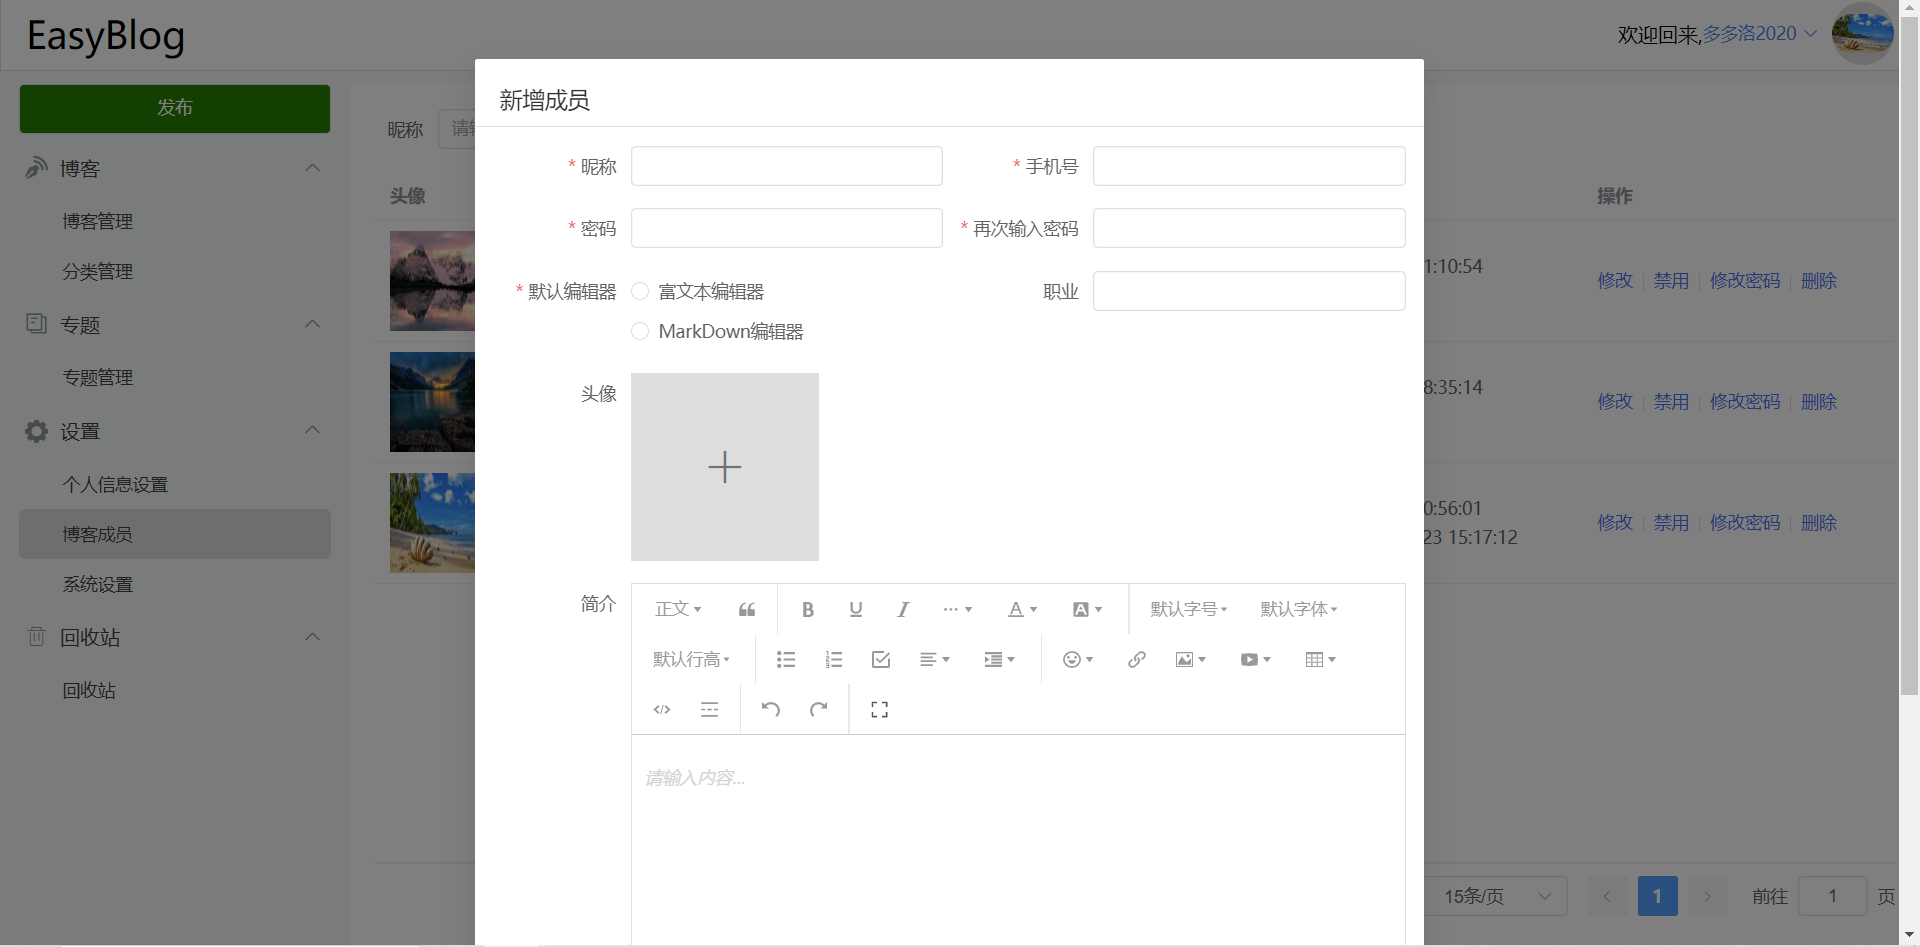 EasyBlog
欢迎回来,多多洛2020
发布
博客
博客管理
分类管理
专题
专题管理
设置
个人信息设置
博客成员
系统设置
回收站
回收站
昵称
头像
操作
1:10:54
修改 禁用 修改密码 删除
8:35:14
修改 禁用 修改密码 删除
0:56:01
23 15:17:12
修改 禁用 修改密码 删除
15条/页
1
前往 1 页
新增成员
* 昵称
* 手机号
* 密码
* 再次输入密码
* 默认编辑器
富文本编辑器
MarkDown编辑器
职业
头像
简介
正文 B U I A A 默认字号 默认字体
默认行高
请输入内容...